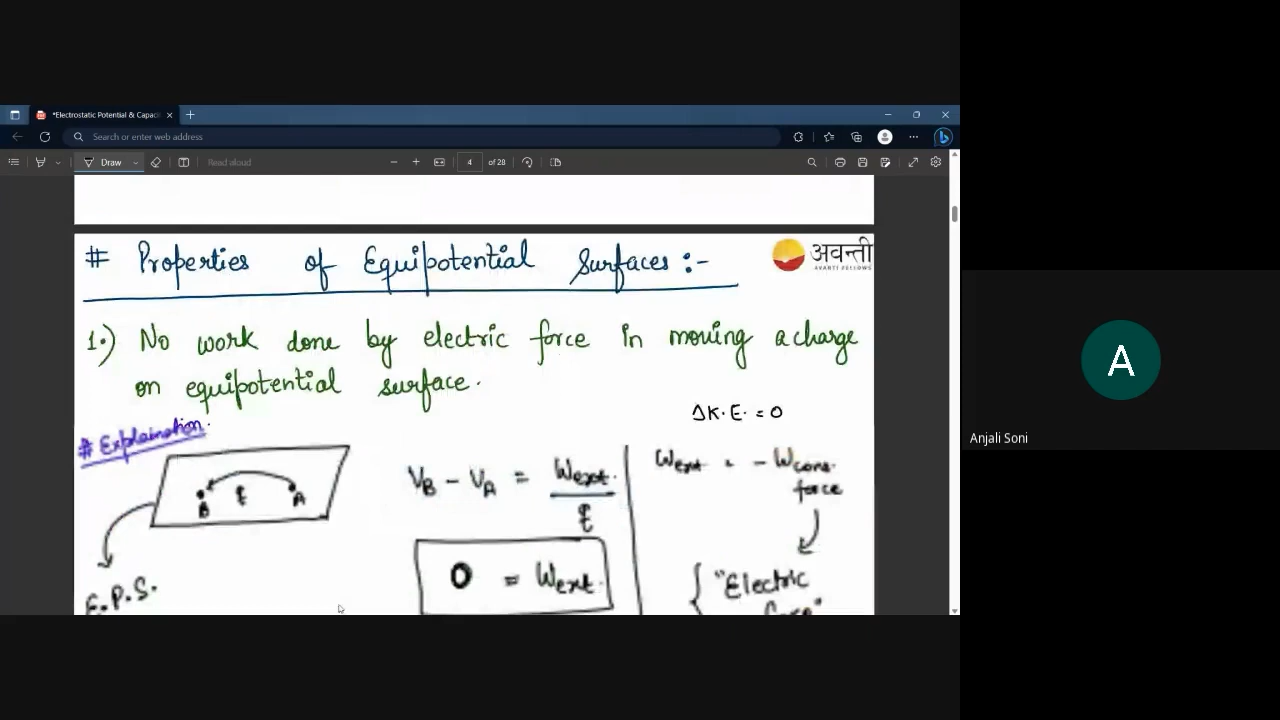 *Electrostatic Potential & Capaci
Search or enter web address
Draw
Read aloud
4 of 28
# Properties of Equipotential Surfaces :-
अवन्ती
AVANTI FELLOWS
1.) No work done by electric force in moving a charge
on equipotential surface.
# Explaination.
ΔK.E. = 0
B q A
E.P.S.
VB - VA = Wext.
q
0 = Wext.
Wext = - Wcons.
force
{ "Electric
A
Anjali Soni